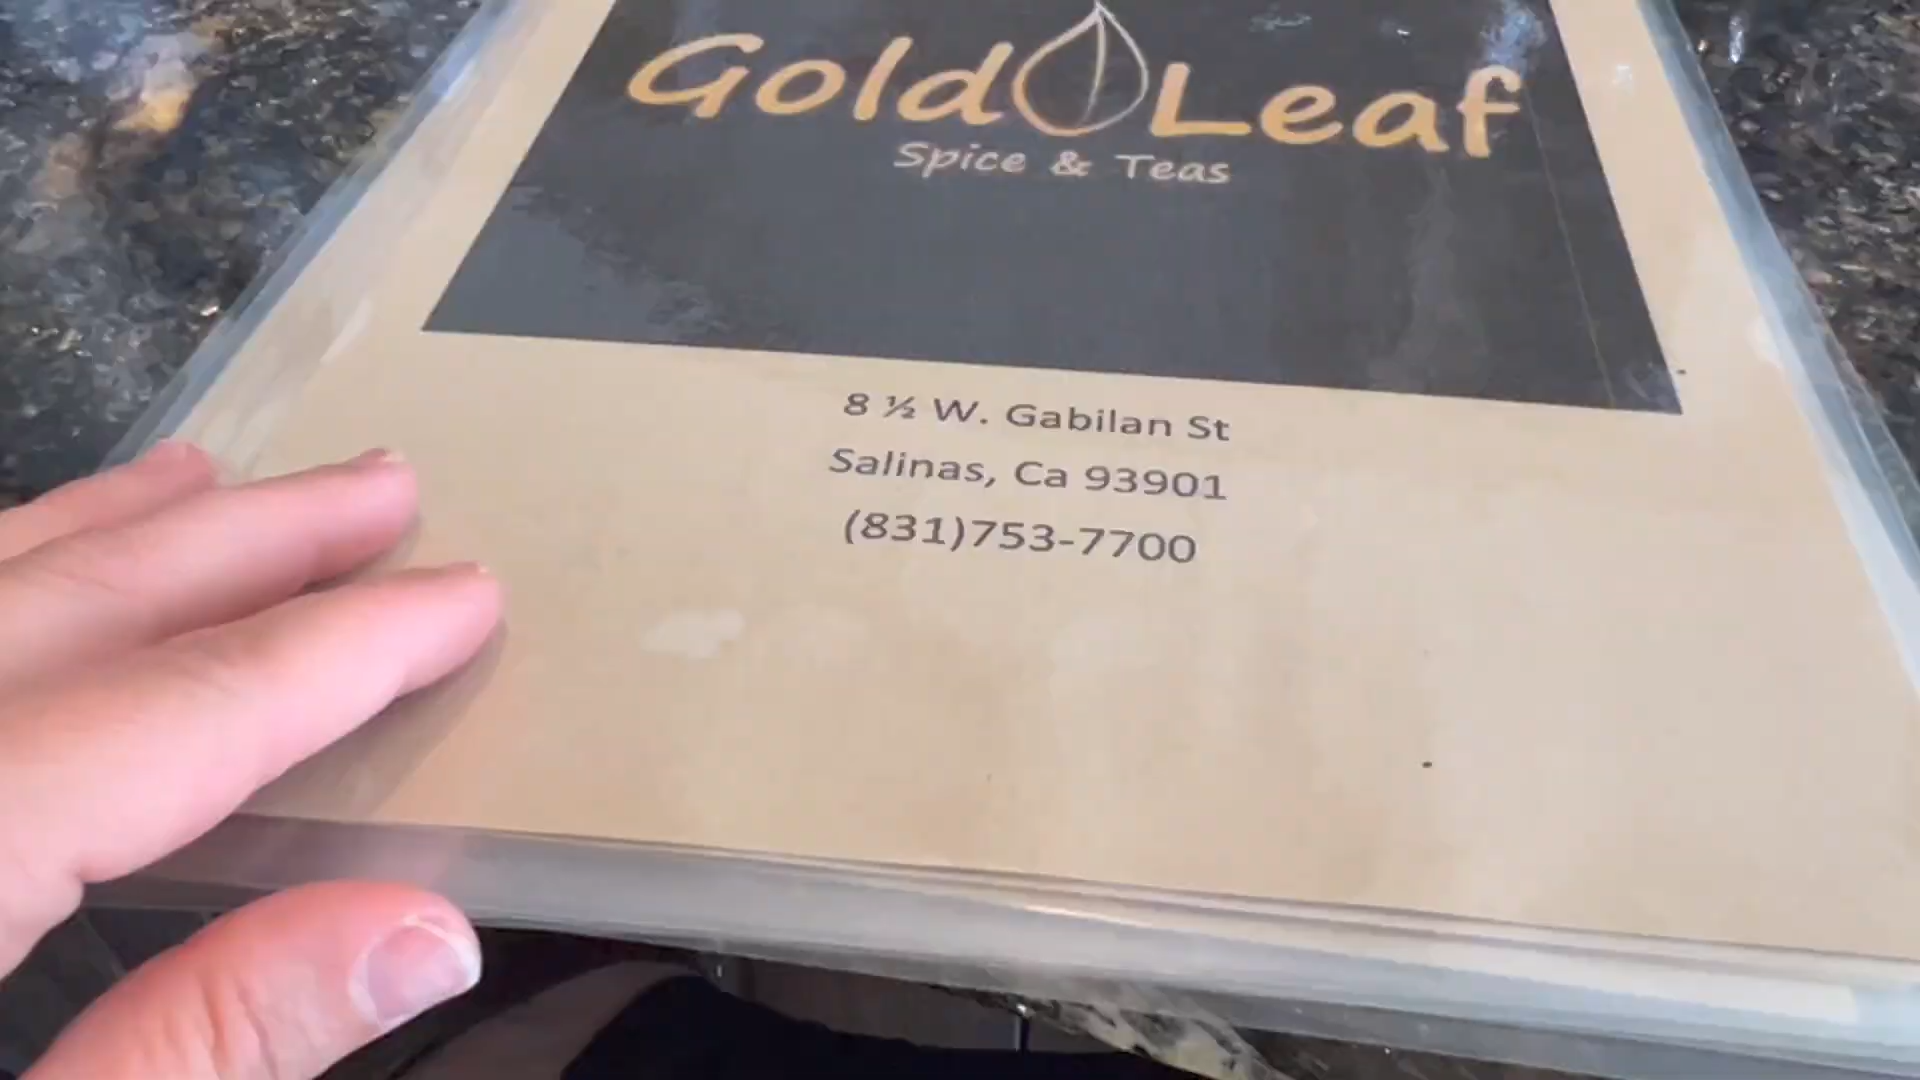 Gold Leaf
Spice & Teas
8 ½ W. Gabilan St
Salinas, Ca 93901
(831)753-7700